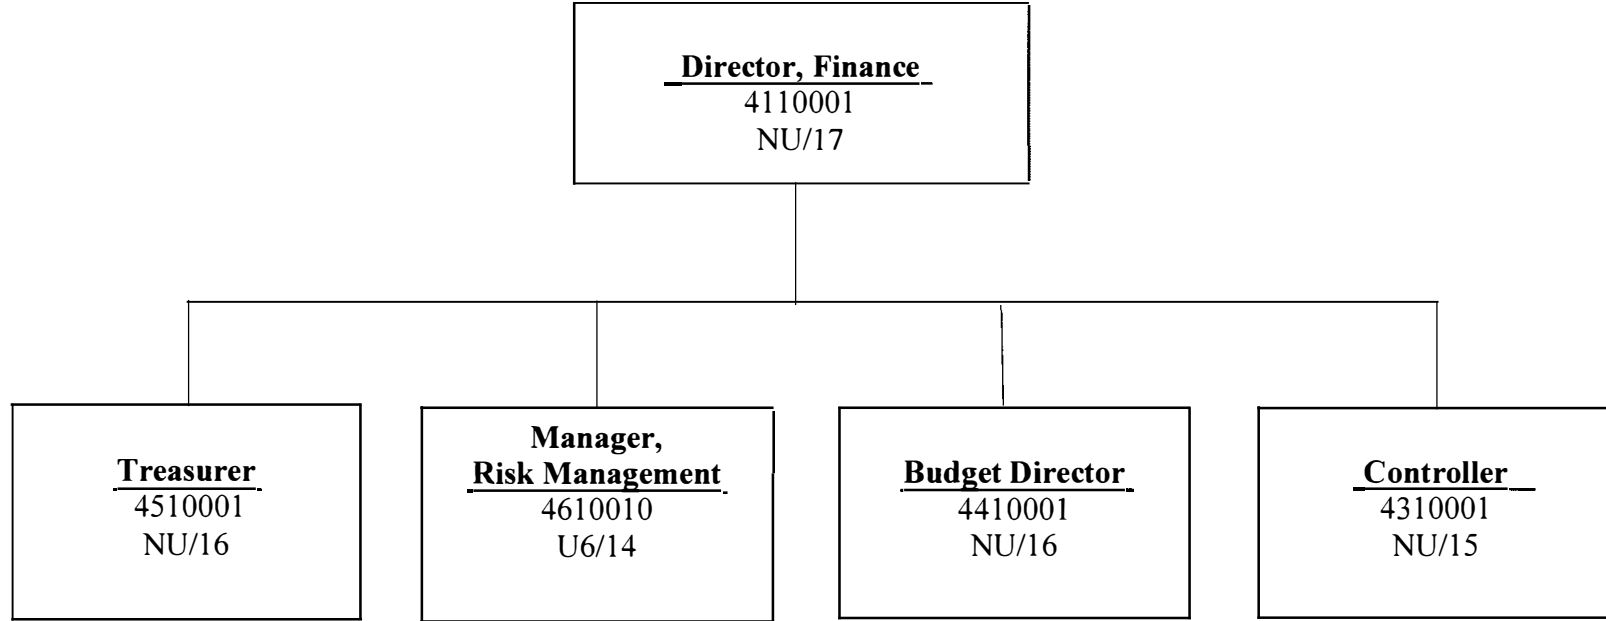 Director, Finance
4110001
NU/17
Treasurer
4510001
NU/16
Manager,
Risk Management
4610010
U6/14
Budget Director
4410001
NU/16
Controller
4310001
NU/15